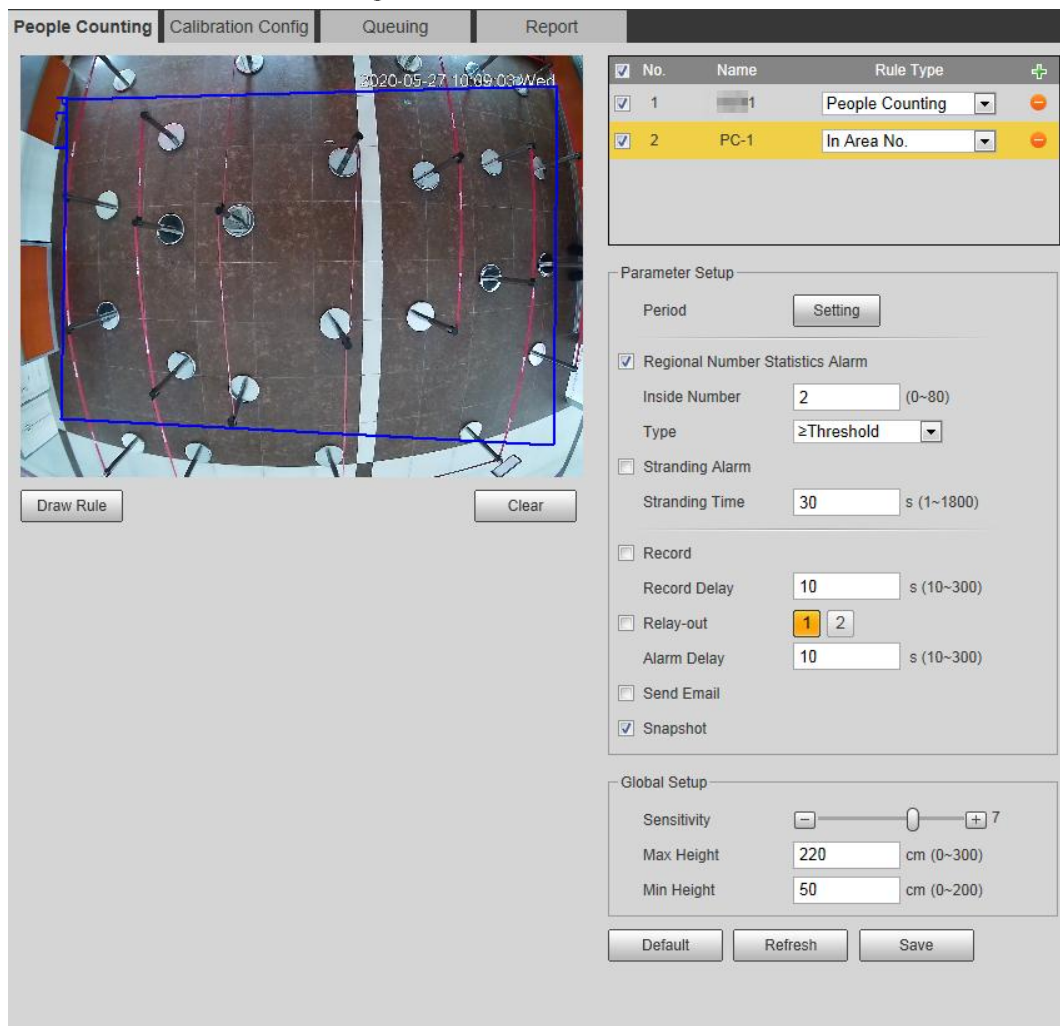 People Counting Calibration Config Queuing Report
2020-05-27 10:09:03 Wed
No. Name Rule Type
1 1 People Counting
2 PC-1 In Area No.
Parameter Setup
Period Setting
Regional Number Statistics Alarm
Inside Number 2 (0~80)
Type ≥Threshold
Stranding Alarm
Stranding Time 30 s (1~1800)
Record
Record Delay 10 s (10~300)
Relay-out 1 2
Alarm Delay 10 s (10~300)
Send Email
Snapshot
Draw Rule Clear
Global Setup
Sensitivity 7
Max Height 220 cm (0~300)
Min Height 50 cm (0~200)
Default Refresh Save